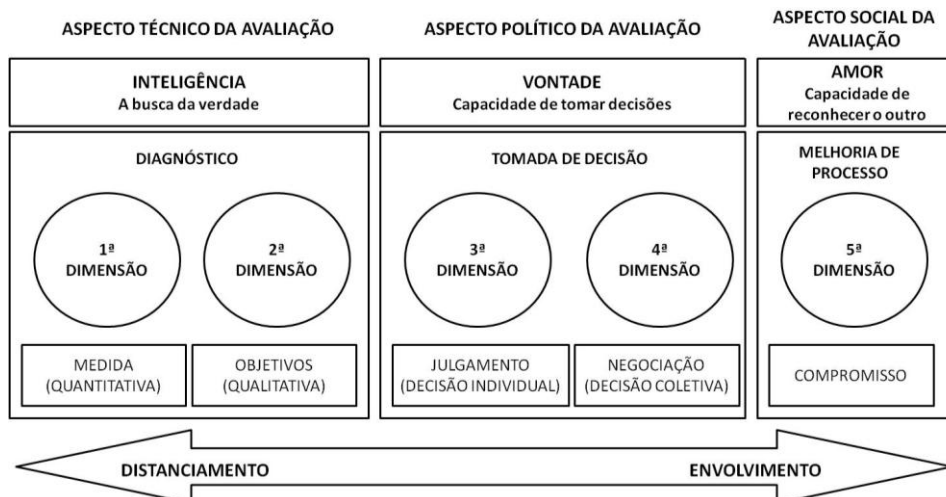 ASPECTO TÉCNICO DA AVALIAÇÃO
INTELIGÊNCIA
A busca da verdade
DIAGNÓSTICO
1ª
DIMENSÃO
2ª
DIMENSÃO
MEDIDA
(QUANTITATIVA)
OBJETIVOS
(QUALITATIVA)
ASPECTO POLÍTICO DA AVALIAÇÃO
VONTADE
Capacidade de tomar decisões
TOMADA DE DECISÃO
3ª
DIMENSÃO
4ª
DIMENSÃO
JULGAMENTO
(DECISÃO INDIVIDUAL)
NEGOCIAÇÃO
(DECISÃO COLETIVA)
ASPECTO SOCIAL DA
AVALIAÇÃO
AMOR
Capacidade de
reconhecer o outro
MELHORIA DE
PROCESSO
5ª
DIMENSÃO
COMPROMISSO
DISTANCIAMENTO
ENVOLVIMENTO